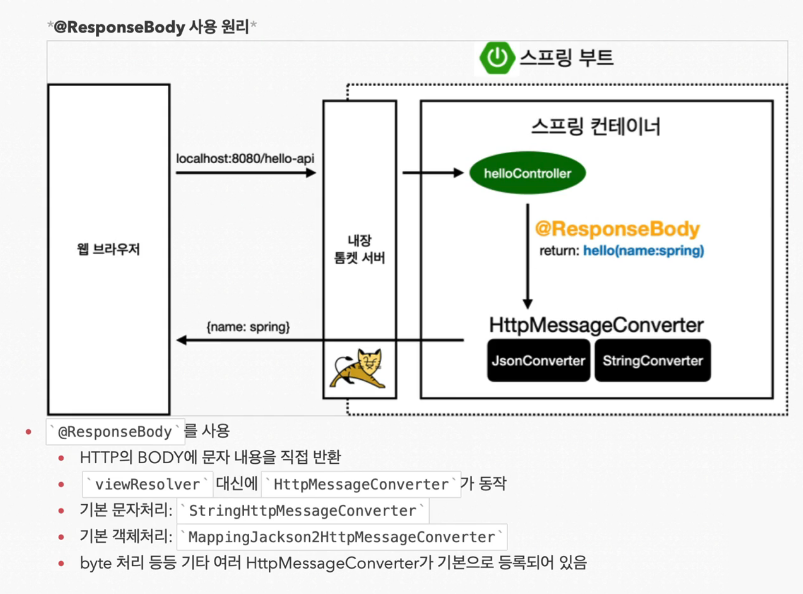 *@ResponseBody 사용 원리*
스프링 부트
스프링 컨테이너
localhost:8080/hello-api
helloController
웹 브라우저
내장
톰켓 서버
@ResponseBody
return: hello(name:spring)
{name: spring}
HttpMessageConverter
JsonConverter
StringConverter
`@ResponseBody`를 사용
HTTP의 BODY에 문자 내용을 직접 반환
`viewResolver` 대신에 `HttpMessageConverter`가 동작
기본 문자처리: `StringHttpMessageConverter`
기본 객체처리: `MappingJackson2HttpMessageConverter`
byte 처리 등등 기타 여러 HttpMessageConverter가 기본으로 등록되어 있음